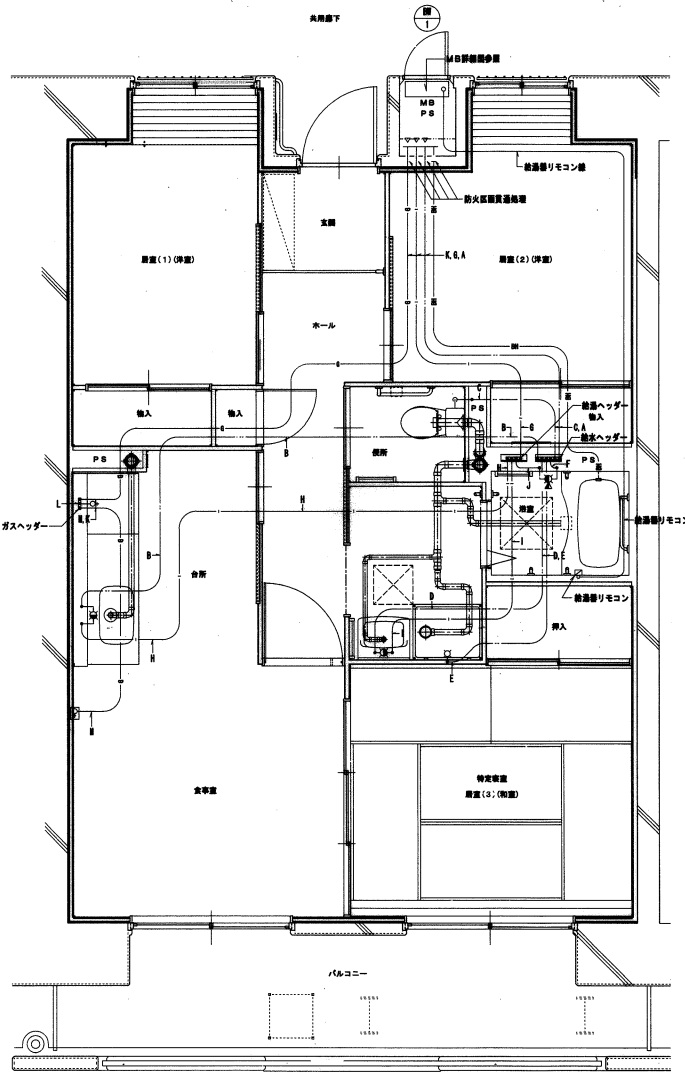 共用廊下
1
MB詳細図参照
MB
PS
給湯器リモコン線
防火区画貫通処理
玄関
居室(1)(洋室)
K,G,A
居室(2)(洋室)
ホール
G
C
物入
物入
PS
B
G
給湯ヘッダー
物入
C,A
G
B
便所
給水ヘッダー
PS
F
PS
L
N,K
ガスヘッダー
H
浴室
給湯器リモコン
B
台所
I
D,E
D
給湯器リモコン
押入
H
E
M
特定寝室
居室(3)(和室)
食事室
バルコニー